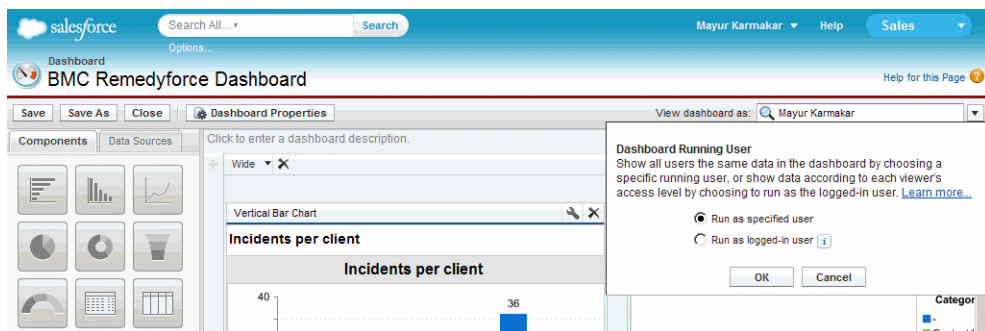 salesforce
Search All...
Search
Options...
Mayur Karmakar
Help
Sales
Dashboard
BMC Remedyforce Dashboard
Help for this Page
Save
Save As
Close
Dashboard Properties
View dashboard as:
Mayur Karmakar
Components
Data Sources
Click to enter a dashboard description.
Wide
Vertical Bar Chart
Incidents per client
Incidents per client
40
36
Dashboard Running User
Show all users the same data in the dashboard by choosing a
specific running user, or show data according to each viewer's
access level by choosing to run as the logged-in user. Learn more...
Run as specified user
Run as logged-in user
OK
Cancel
Categor
-